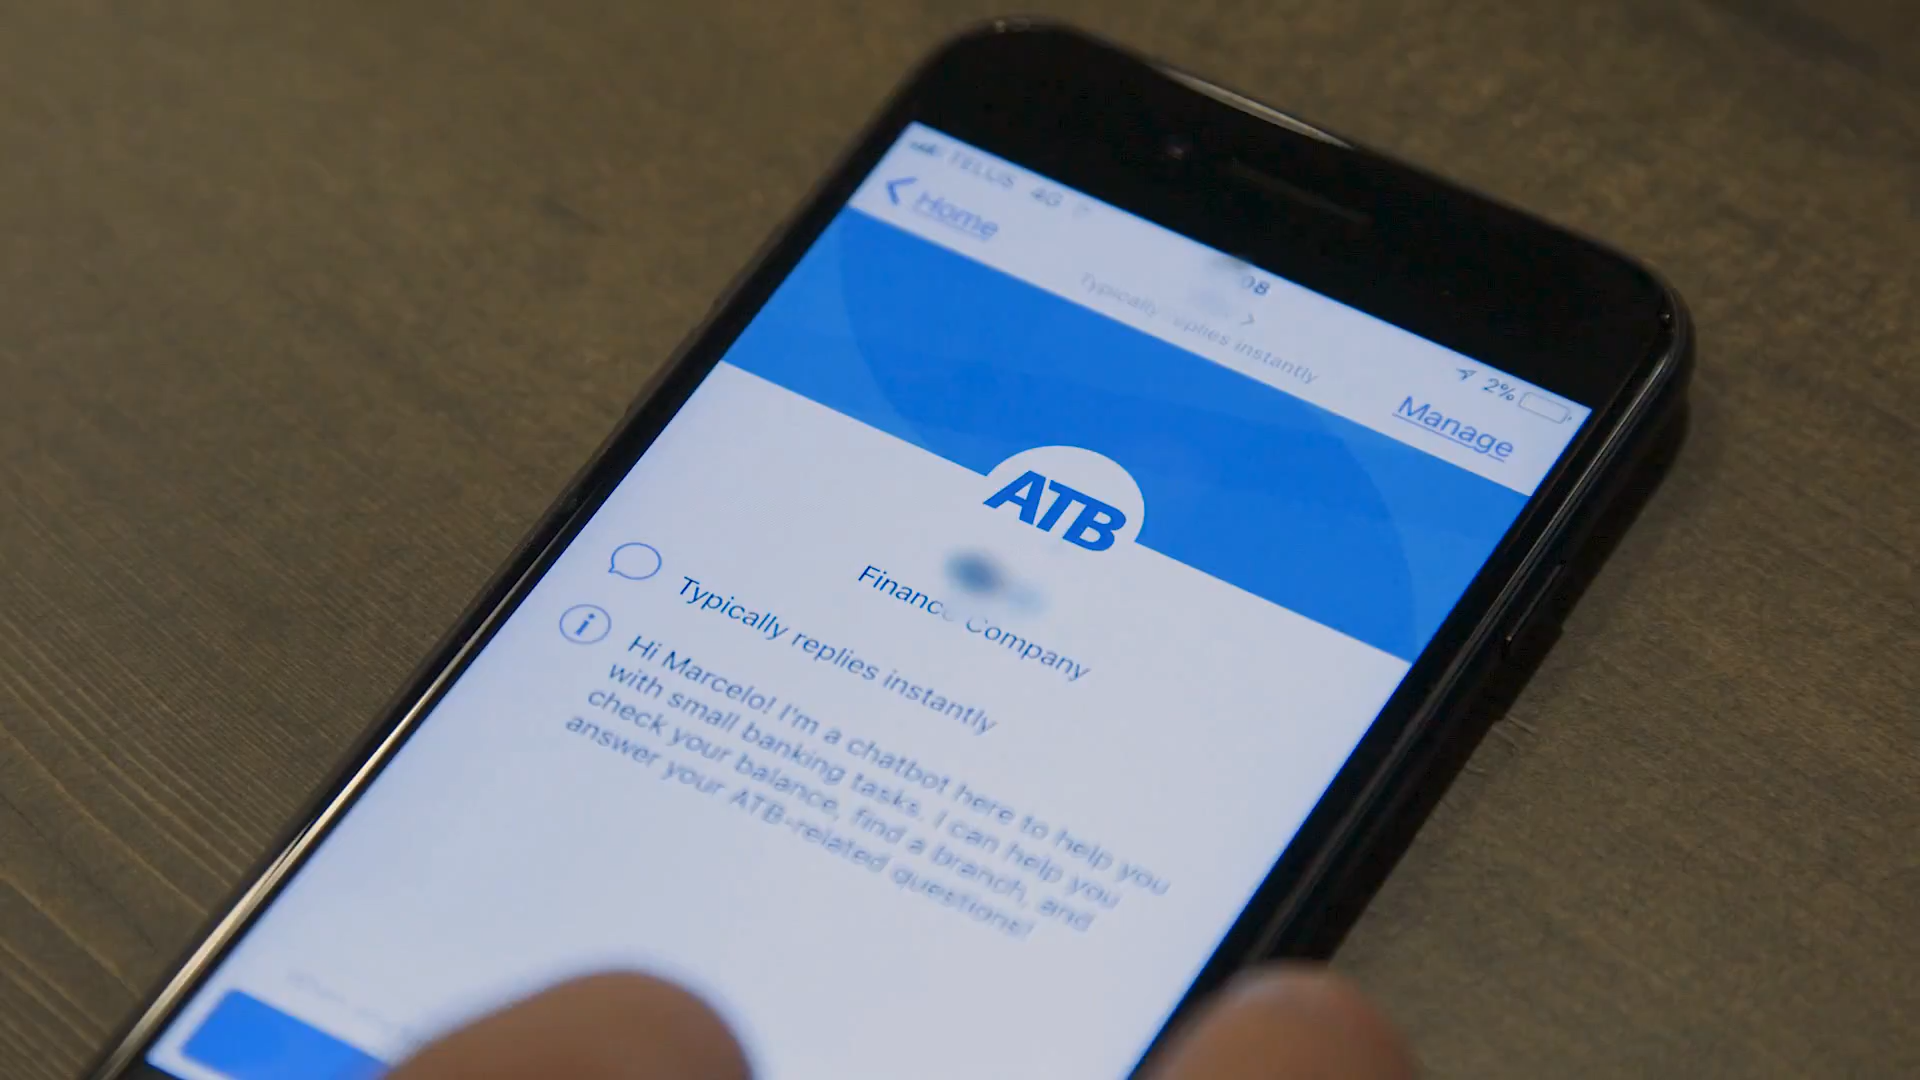 TELUS 4G
2%
Home
Manage
Typically replies instantly
ATB
Company
Typically replies instantly
Hi Marcelo! I'm a chatbot here to help you
with small banking tasks. I can help you
check your balance, find a branch, and
answer your ATB-related questions!